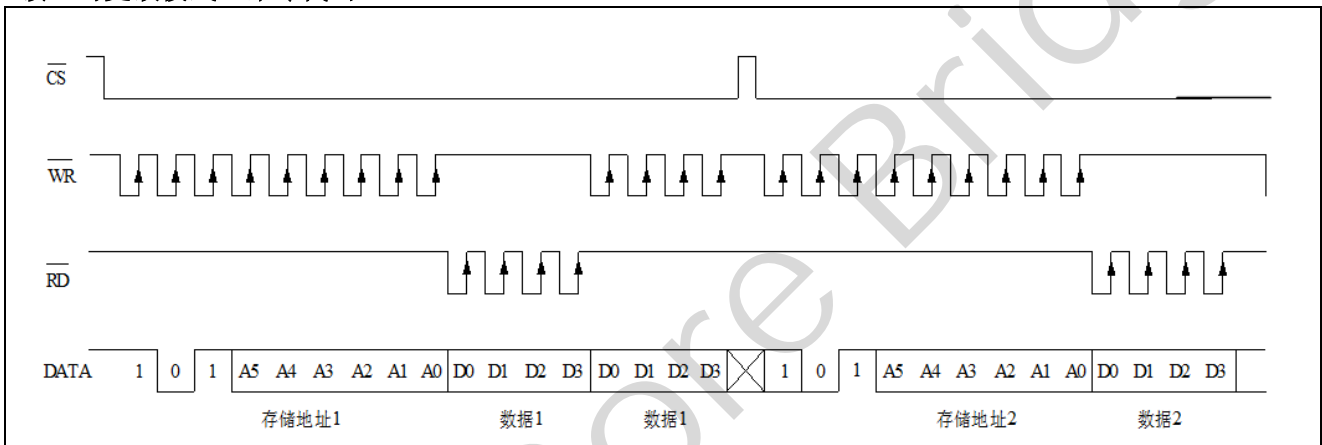 CS
WR
RD
DATA 1 0 1 A5 A4 A3 A2 A1 A0 D0 D1 D2 D3 D0 D1 D2 D3 1 0 1 A5 A4 A3 A2 A1 A0 D0 D1 D2 D3
存储地址1 数据1 数据1 存储地址2 数据2
ore Bridg